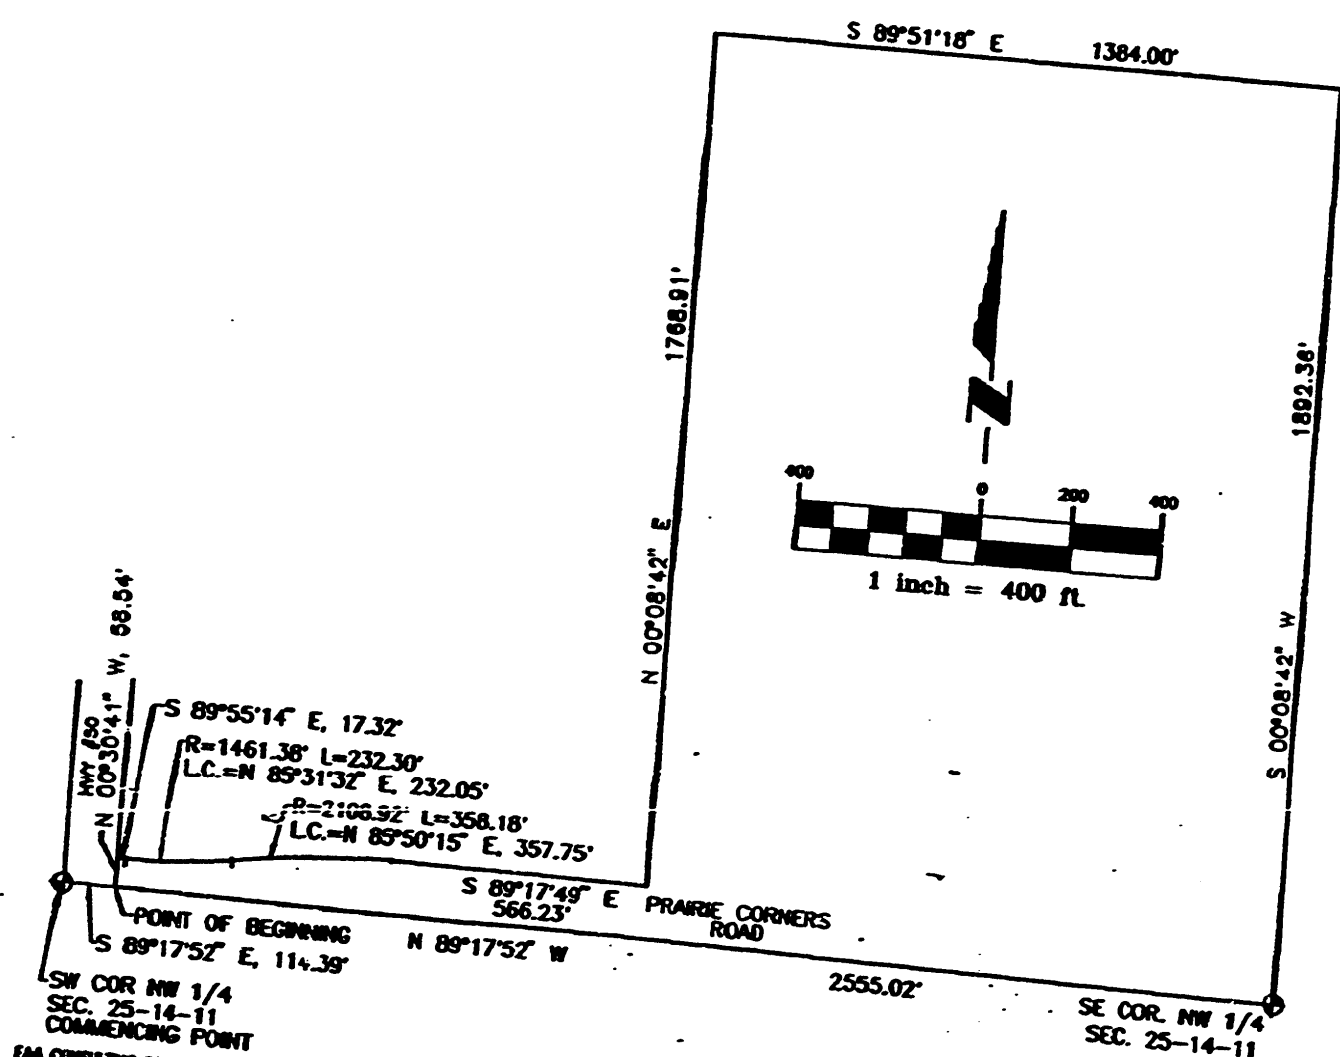 S 89°51'18" E 1384.00'
1768.91'
N 00°08'42" E
1892.36'
S 00°08'42" W
N
400 0 200 400
1 inch = 400 ft.
N 00°30'41" W, 68.54'
S 89°55'14" E, 17.32'
R=1461.38' L=232.30'
L.C.=N 85°31'32" E, 232.05'
L=358.18'
L.C.=N 85°50'15" E, 357.75'
S 89°17'49" E
566.23'
PRAIRIE CORNERS
ROAD
POINT OF BEGINNING
S 89°17'52" E, 114.39'
N 89°17'52" W
2555.02'
SW COR NW 1/4
SEC. 25-14-11
COMMENCING POINT
SE COR. NW 1/4
SEC. 25-14-11